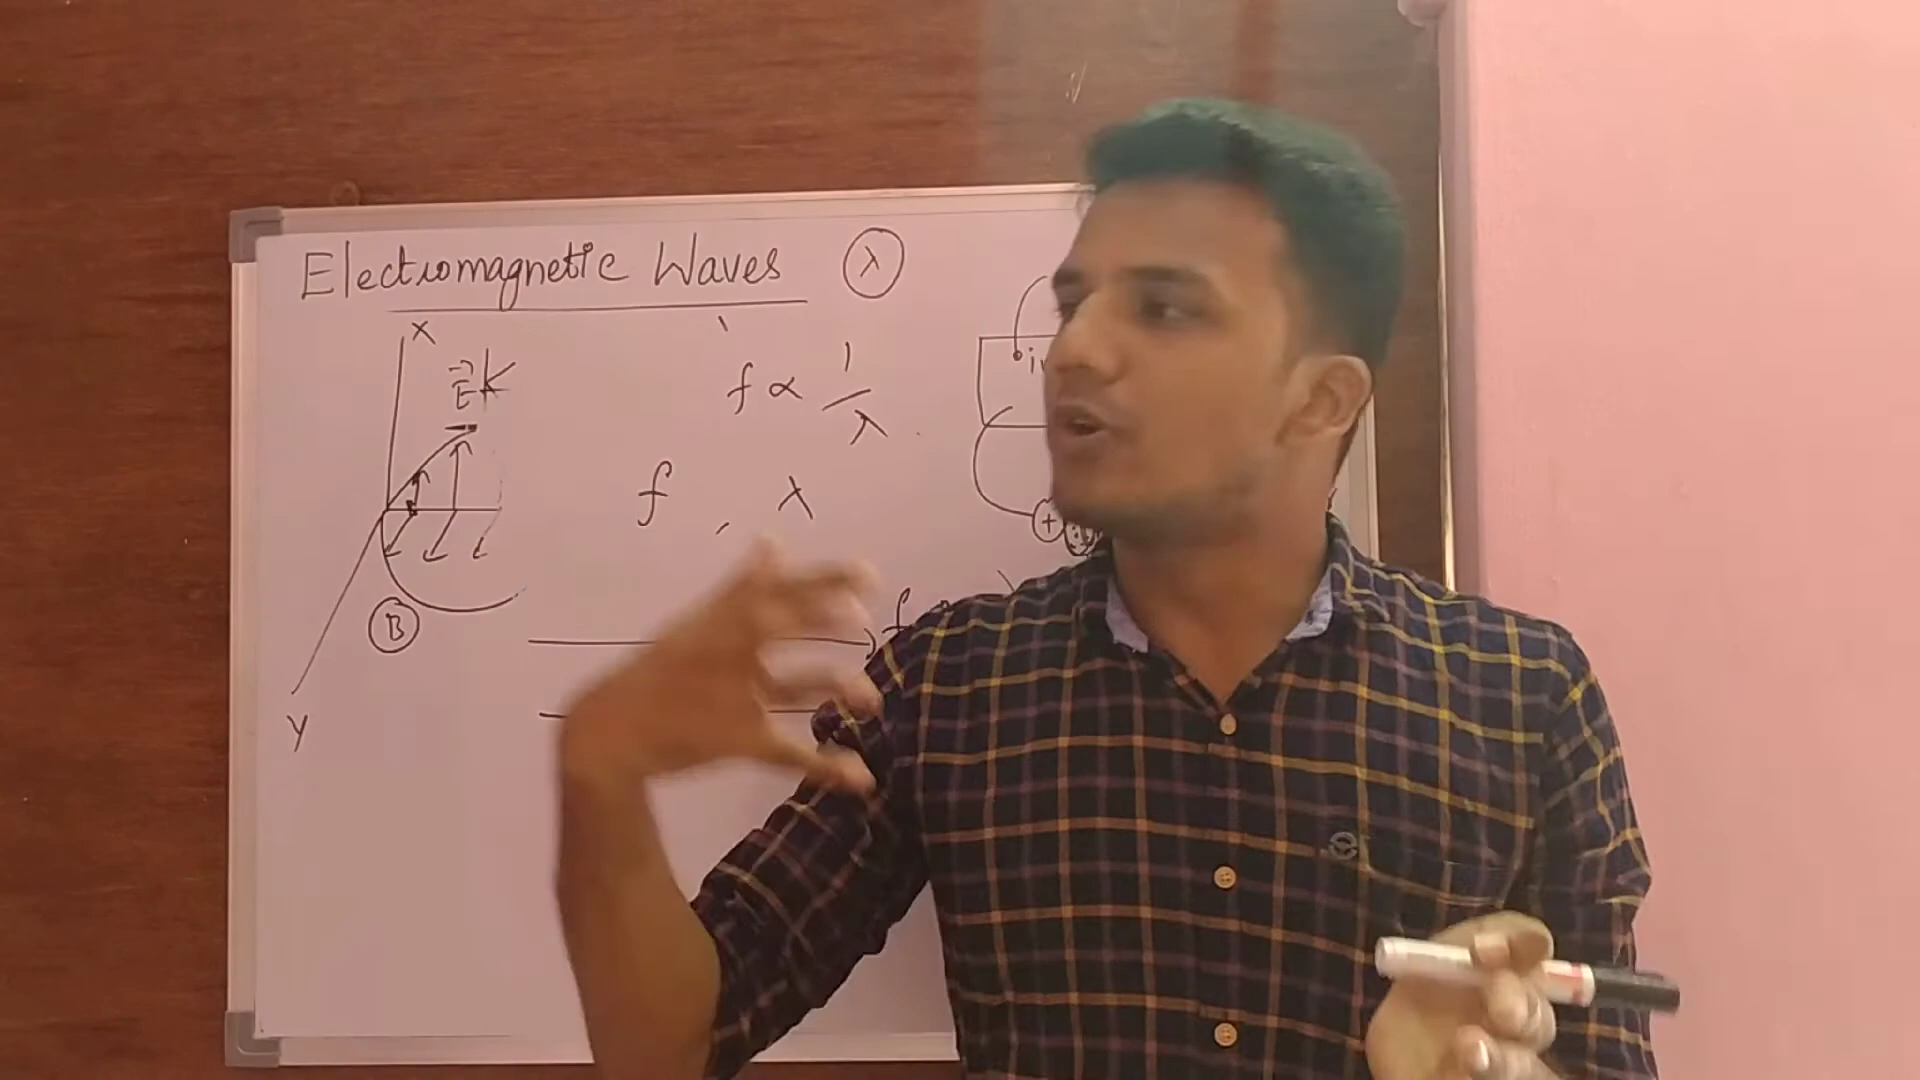 Electromagnetic Waves λ
X
E K
f ∝ 1/λ
f , λ
+
B
f
Y